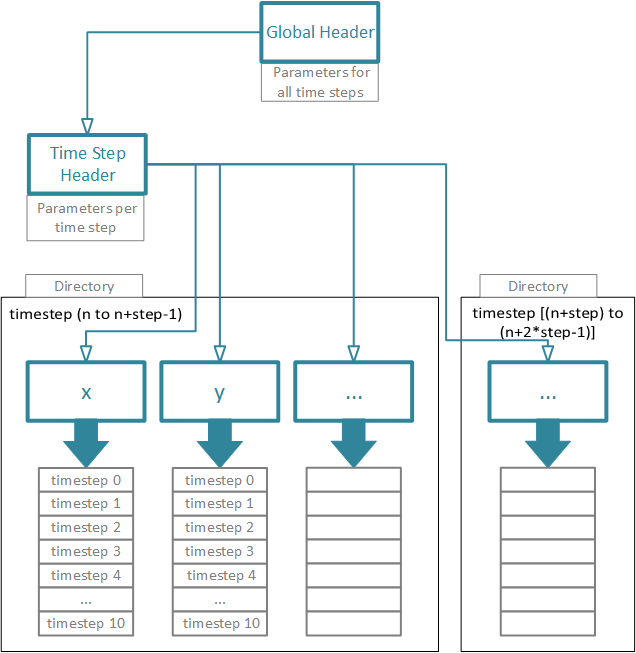 Global Header
Parameters for
all time steps
Time Step
Header
Parameters per
time step
Directory
timestep (n to n+step-1)
x
y
...
timestep 0
timestep 1
timestep 2
timestep 3
timestep 4
...
timestep 10
timestep 0
timestep 1
timestep 2
timestep 3
timestep 4
...
timestep 10
Directory
timestep [(n+step) to
(n+2*step-1)]
...